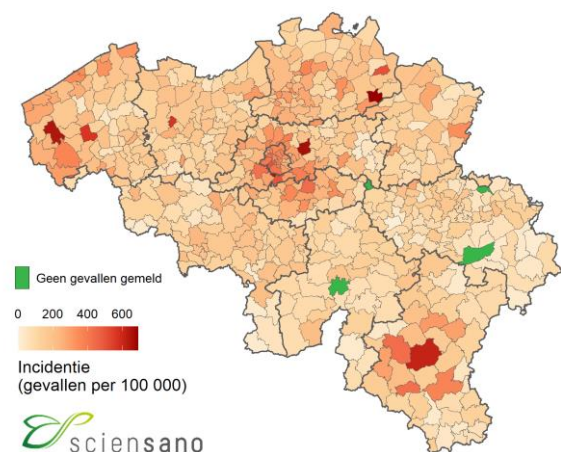 Geen gevallen gemeld
0 200 400 600
Incidentie
(gevallen per 100 000)
sciensano